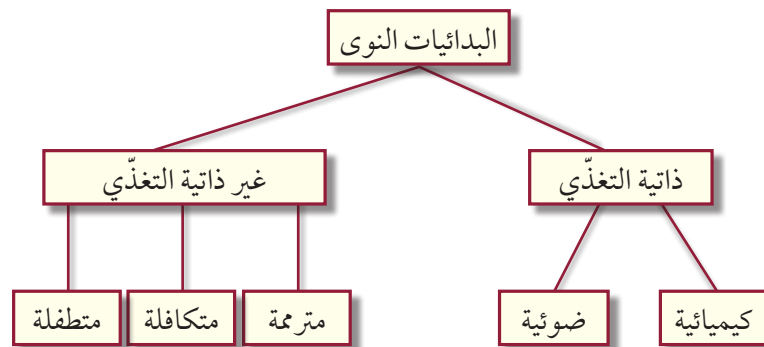 البدائيات النوى
ذاتية التغذّي
غير ذاتية التغذّي
كيميائية
ضوئية
مترممة
متكافلة
متطفلة